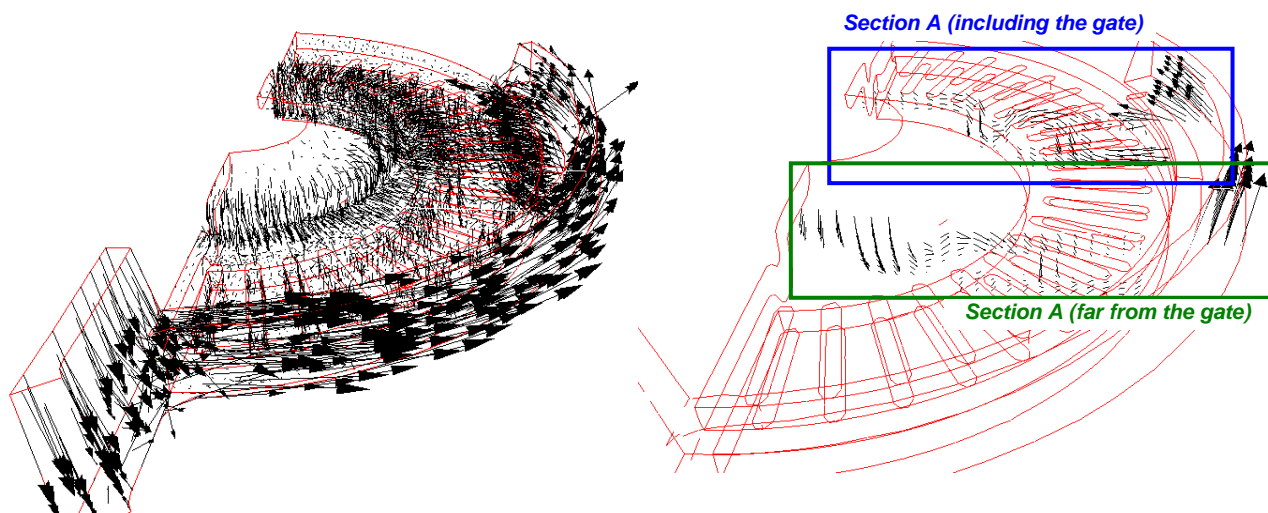 Section A (including the gate)
Section A (far from the gate)